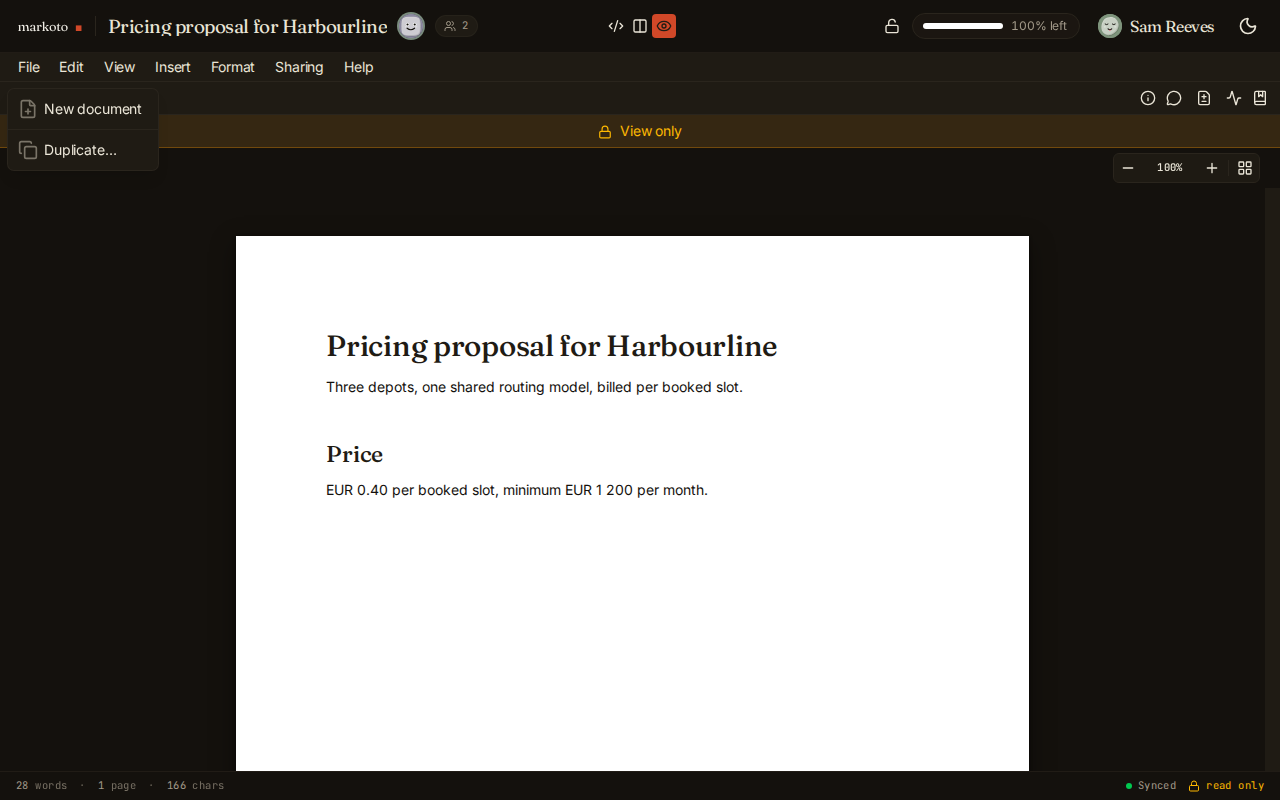 markoto
Pricing proposal for Harbourline
2
100% left
Sam Reeves
File Edit View Insert Format Sharing Help
New document
Duplicate...
View only
100%
Pricing proposal for Harbourline
Three depots, one shared routing model, billed per booked slot.
Price
EUR 0.40 per booked slot, minimum EUR 1 200 per month.
28 words · 1 page · 166 chars
Synced
read only